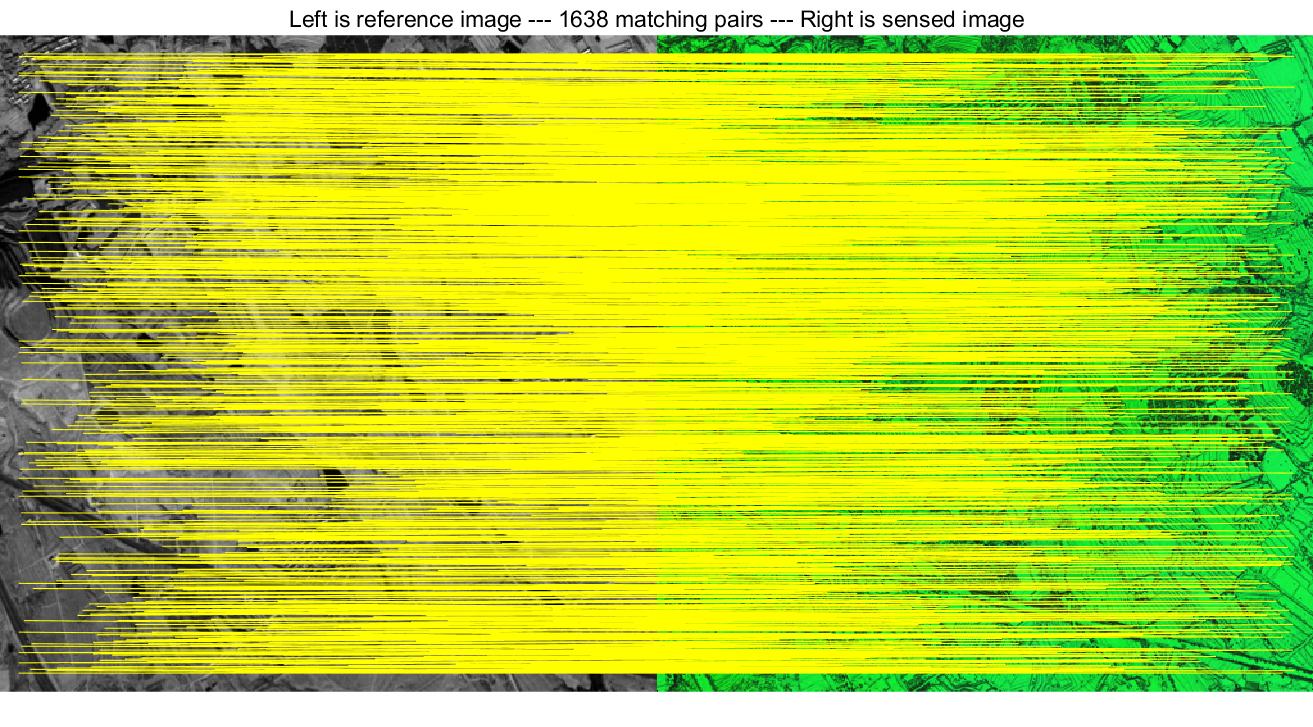 Left is reference image --- 1638 matching pairs --- Right is sensed image